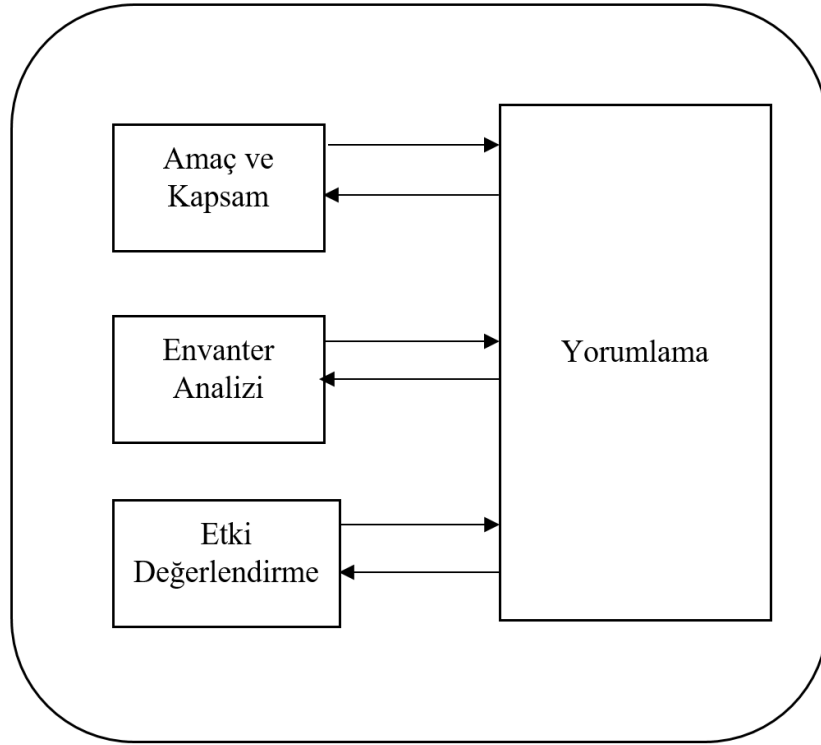 Amaç ve
Kapsam
Envanter
Analizi
Yorumlama
Etki
Değerlendirme